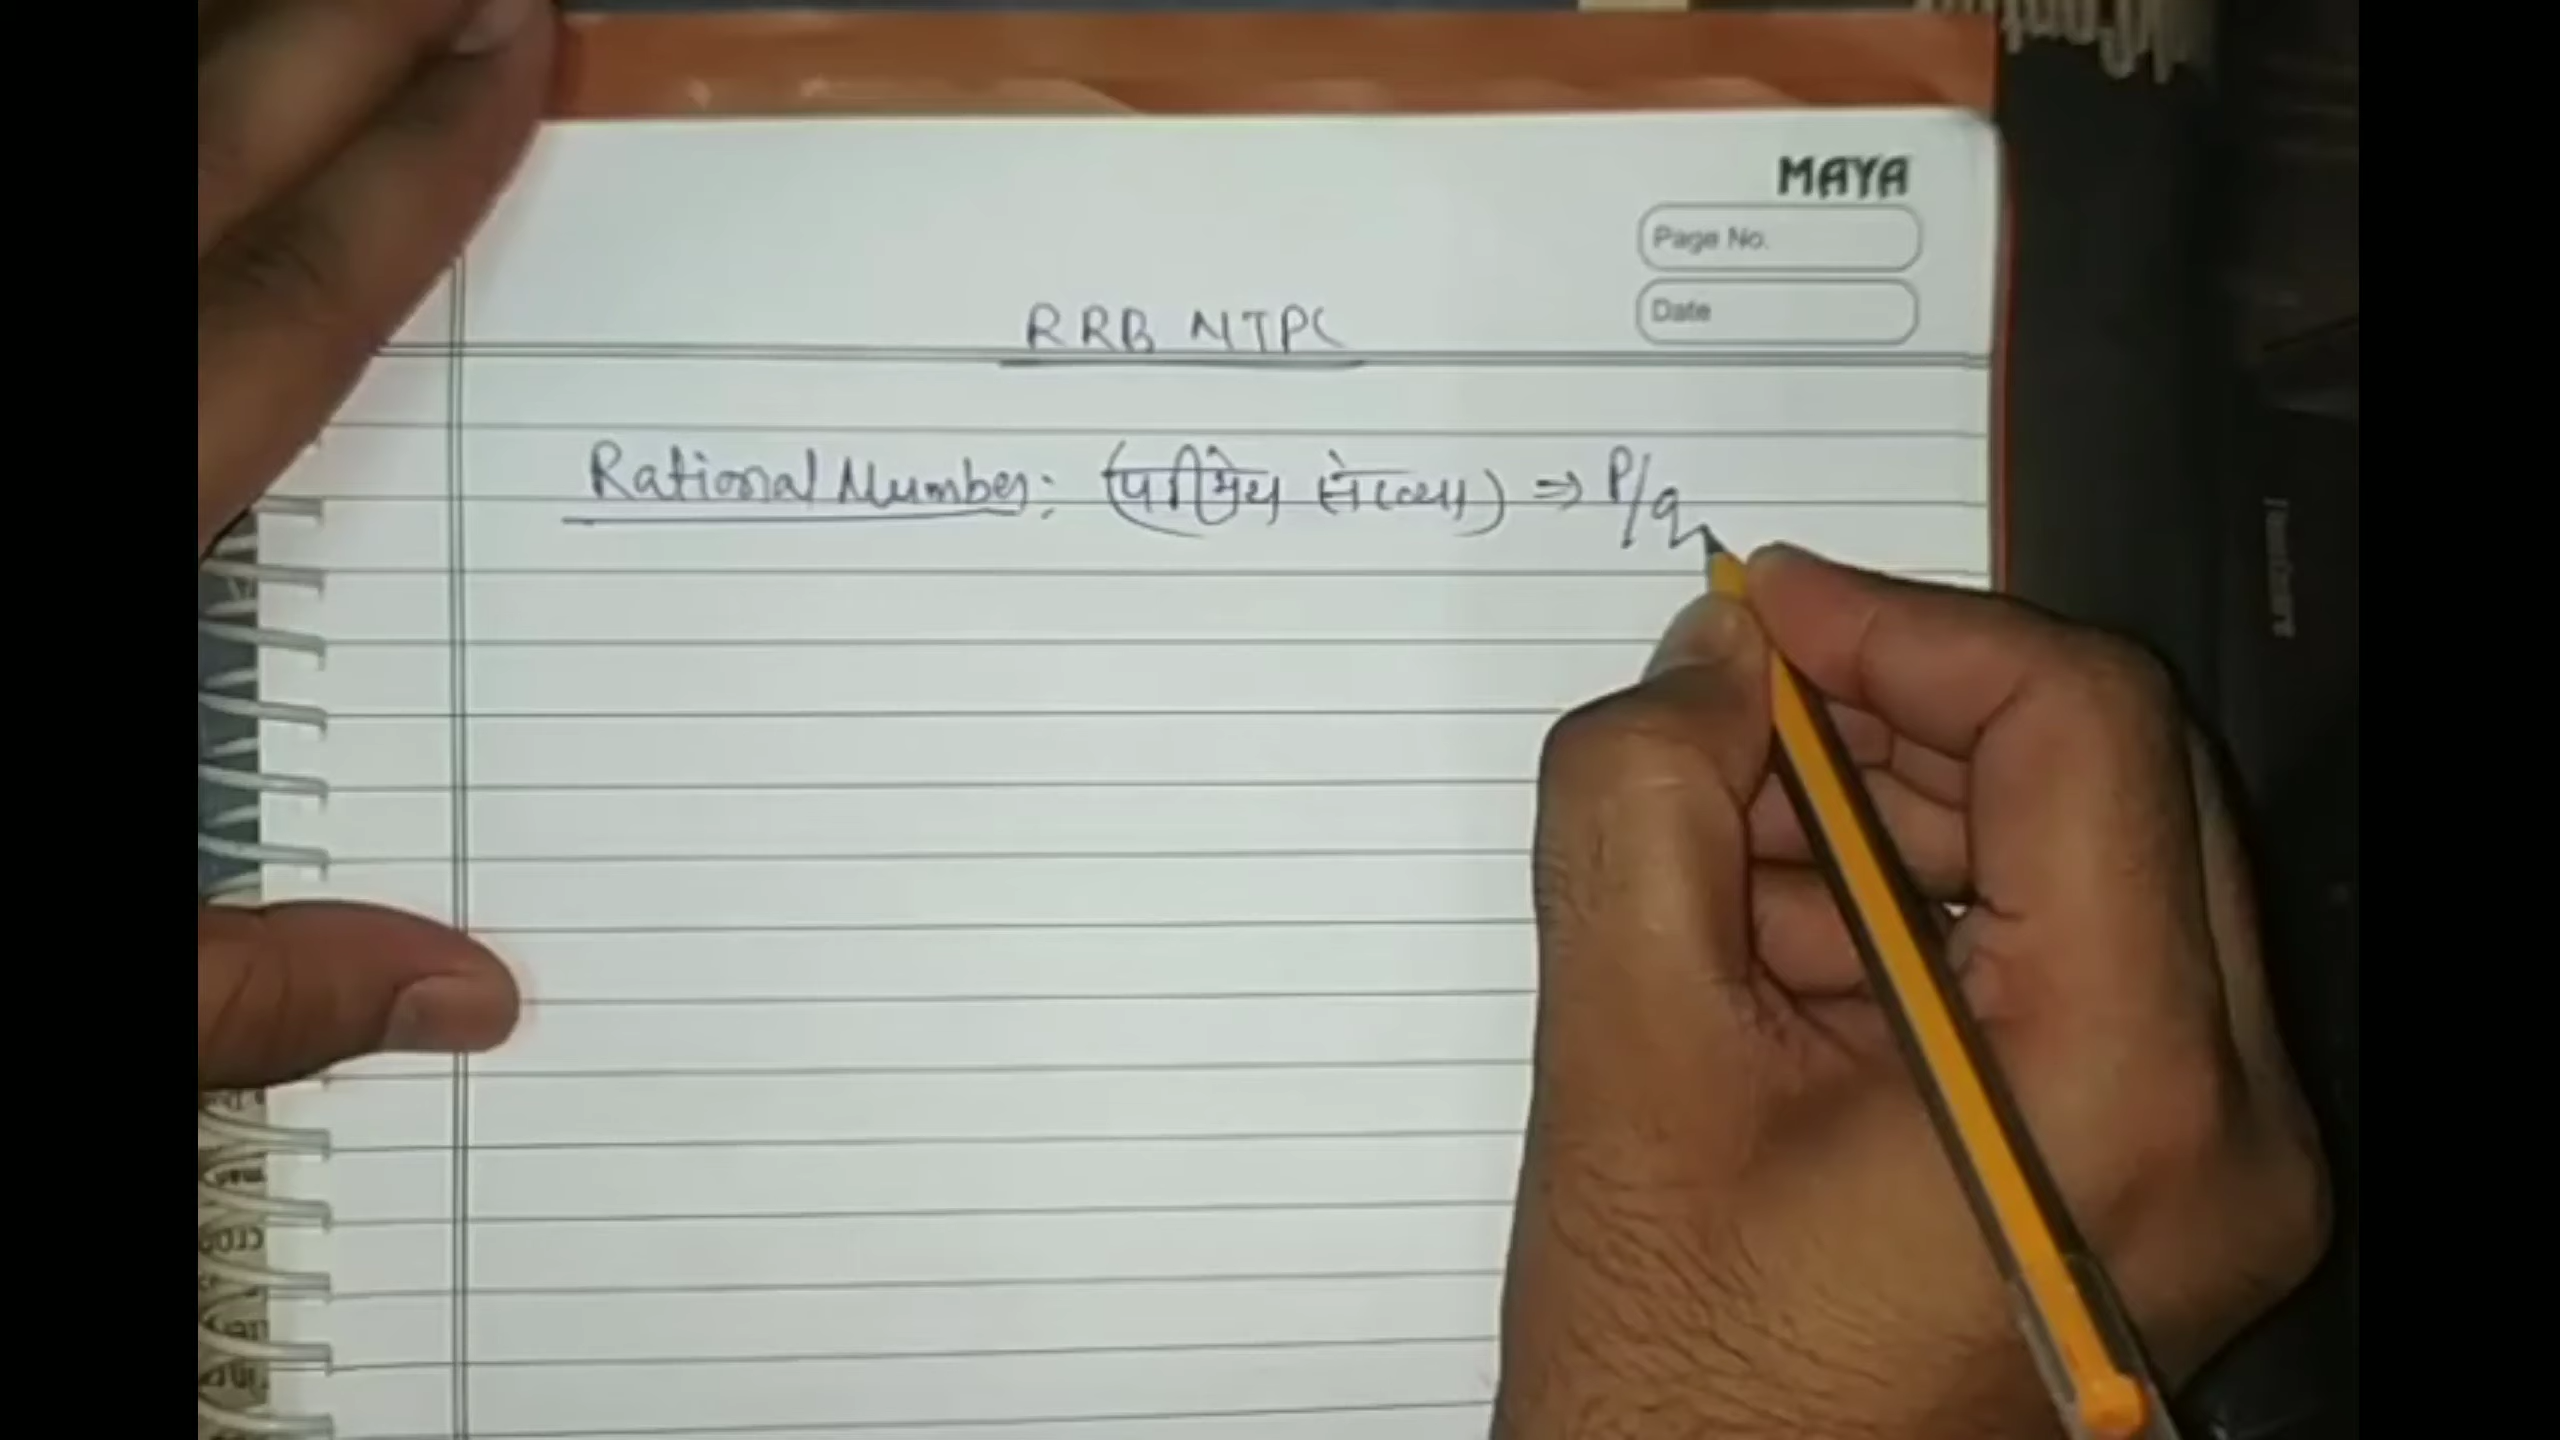 MAYA
Page No.
Date
RRB NTPC
Rational Number: (परिमेय संख्या) ⇒ P/q